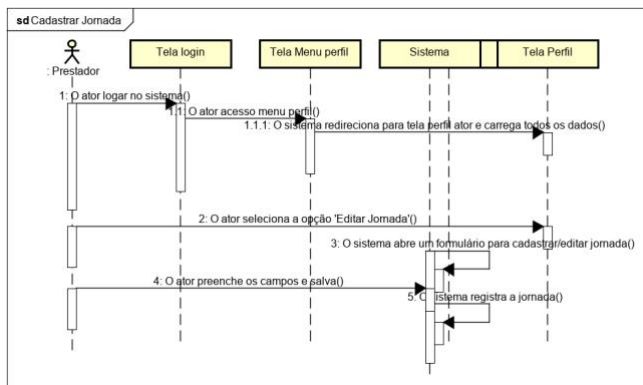 sd Cadastrar Jornada
: Prestador
Tela login
Tela Menu perfil
Sistema
Tela Perfil
1: O ator logar no sistema()
1.1: O ator acesso menu perfil()
1.1.1: O sistema redireciona para tela perfil ator e carrega todos os dados()
2: O ator seleciona a opção 'Editar Jornada'()
3: O sistema abre um formulário para cadastrar/editar jornada()
4: O ator preenche os campos e salva()
5: O sistema registra a jornada()